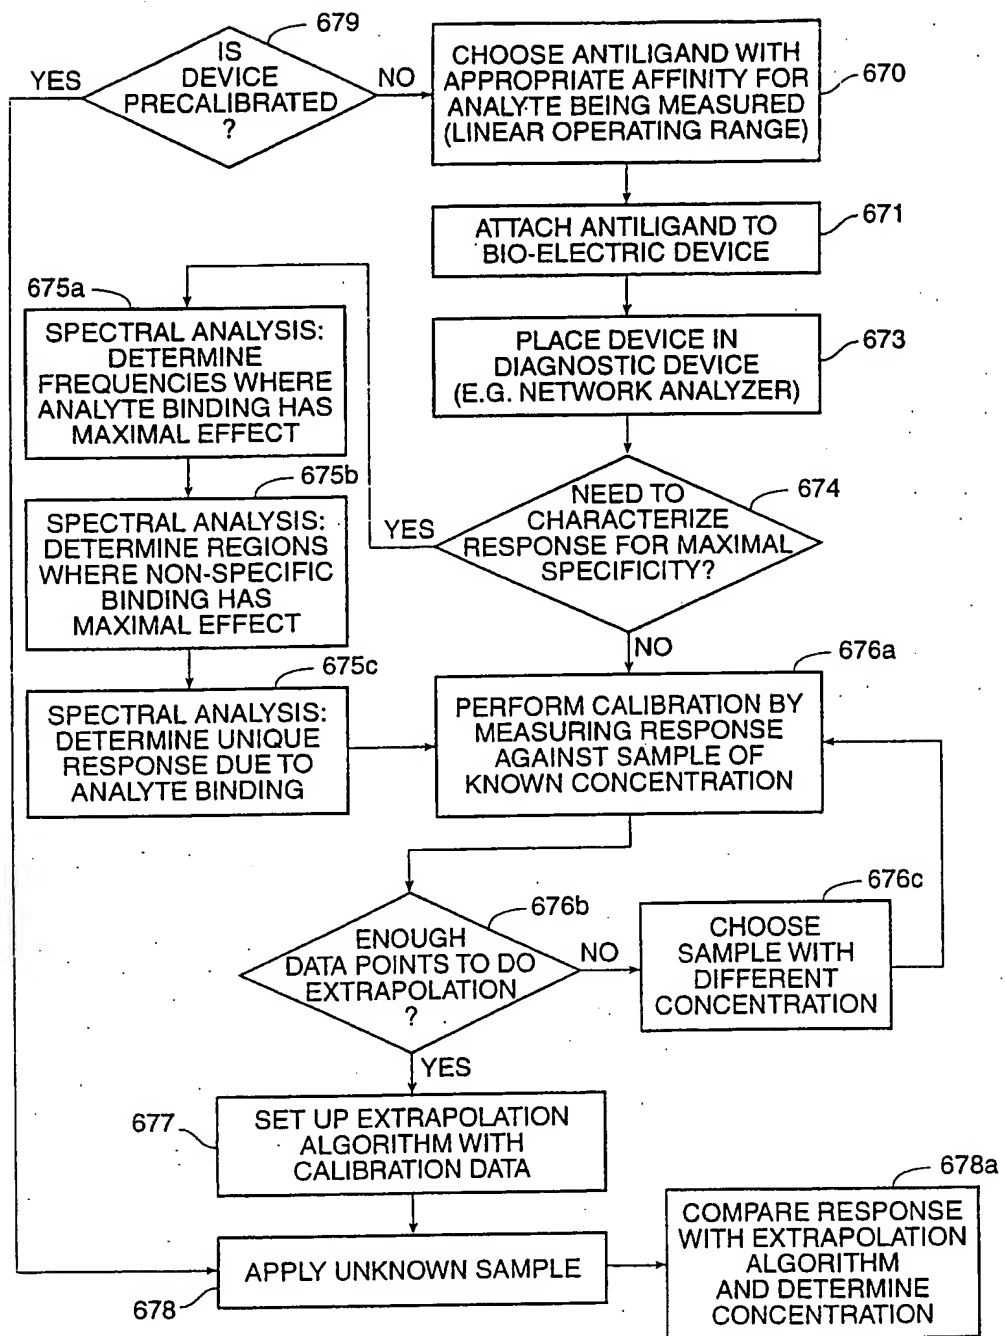 679
IS
DEVICE
PRECALIBRATED
?
YES
NO
CHOOSE ANTILIGAND WITH
APPROPRIATE AFFINITY FOR
ANALYTE BEING MEASURED
(LINEAR OPERATING RANGE)
670
ATTACH ANTILIGAND TO
BIO-ELECTRIC DEVICE
671
PLACE DEVICE IN
DIAGNOSTIC DEVICE
(E.G. NETWORK ANALYZER)
673
NEED TO
CHARACTERIZE
RESPONSE FOR MAXIMAL
SPECIFICITY?
674
YES
NO
675a
SPECTRAL ANALYSIS:
DETERMINE
FREQUENCIES WHERE
ANALYTE BINDING HAS
MAXIMAL EFFECT
675b
SPECTRAL ANALYSIS:
DETERMINE REGIONS
WHERE NON-SPECIFIC
BINDING HAS
MAXIMAL EFFECT
675c
SPECTRAL ANALYSIS:
DETERMINE UNIQUE
RESPONSE DUE TO
ANALYTE BINDING
676a
PERFORM CALIBRATION BY
MEASURING RESPONSE
AGAINST SAMPLE OF
KNOWN CONCENTRATION
676b
ENOUGH
DATA POINTS TO DO
EXTRAPOLATION
?
NO
YES
676c
CHOOSE
SAMPLE WITH
DIFFERENT
CONCENTRATION
677
SET UP EXTRAPOLATION
ALGORITHM WITH
CALIBRATION DATA
678
APPLY UNKNOWN SAMPLE
678a
COMPARE RESPONSE
WITH EXTRAPOLATION
ALGORITHM
AND DETERMINE
CONCENTRATION